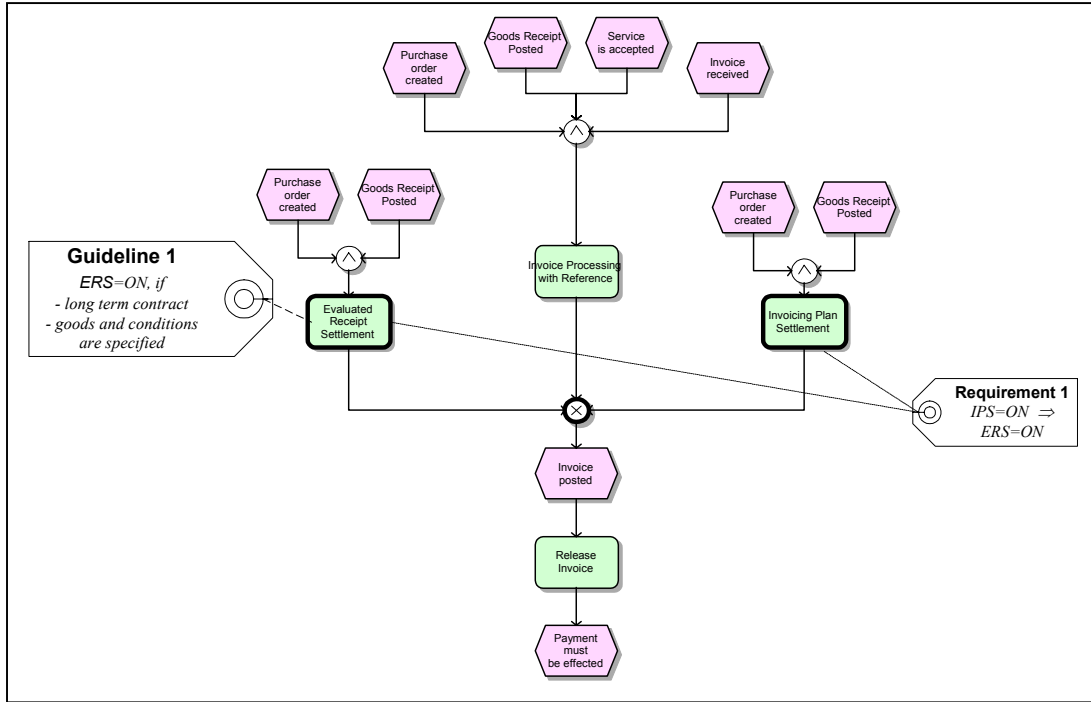 Purchase
order
created
Goods Receipt
Posted
Service
is accepted
Invoice
received
∧
Purchase
order
created
Goods Receipt
Posted
∧
Purchase
order
created
Goods Receipt
Posted
∧
Guideline 1
ERS=ON, if
- long term contract
- goods and conditions
are specified
Evaluated
Receipt
Settlement
Invoice Processing
with Reference
Invoicing Plan
Settlement
Requirement 1
IPS=ON ⇒
ERS=ON
×
Invoice
posted
Release
Invoice
Payment
must
be effected